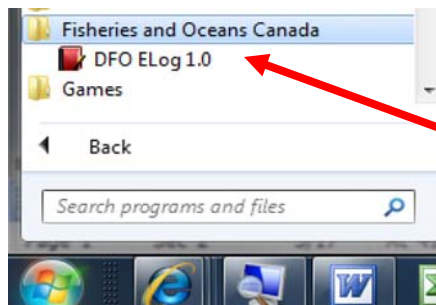 Fisheries and Oceans Canada
DFO ELog 1.0
Games
Back
Search programs and files